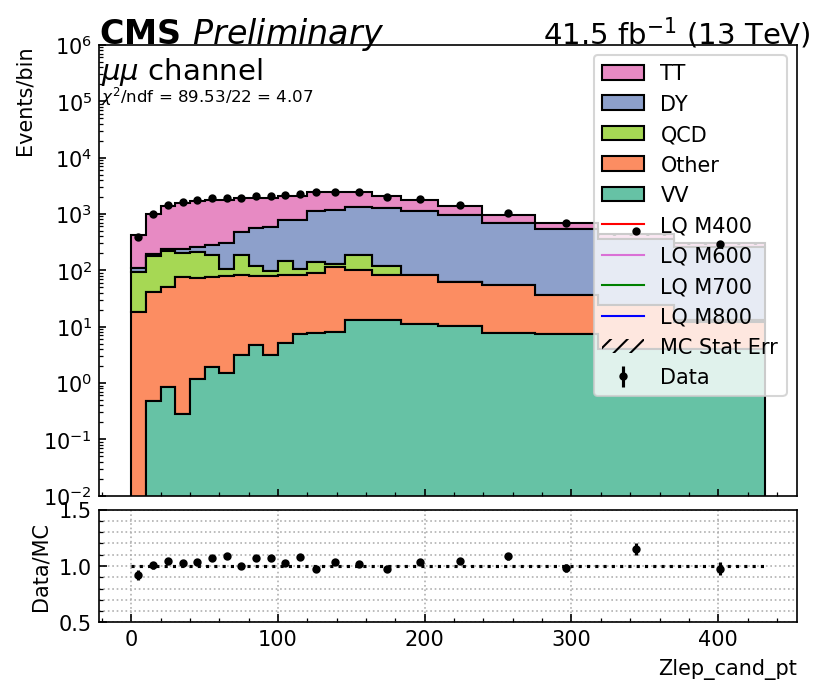 CMS Preliminary 41.5 fb⁻¹ (13 TeV)
μμ channel
χ²/ndf = 89.53/22 = 4.07
Events/bin
10⁶
10⁵
10⁴
10³
10²
10¹
10⁰
10⁻¹
10⁻²
TT
DY
QCD
Other
VV
LQ M400
LQ M600
LQ M700
LQ M800
MC Stat Err
Data
Data/MC
1.5
1.0
0.5
0 100 200 300 400
Zlep_cand_pt